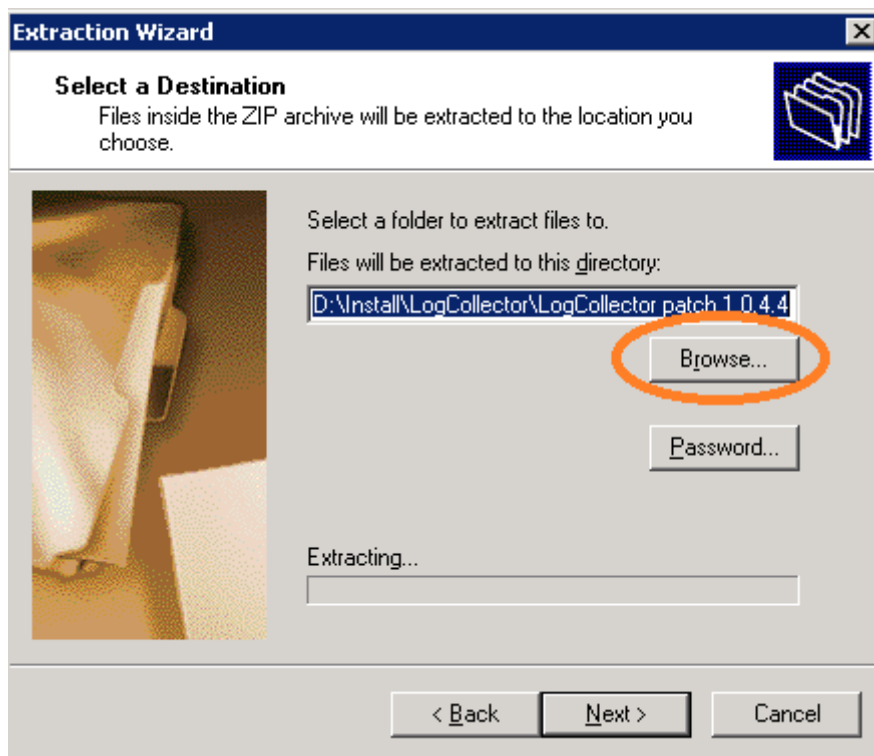 Extraction Wizard
Select a Destination
Files inside the ZIP archive will be extracted to the location you
choose.
Select a folder to extract files to.
Files will be extracted to this directory:
D:\Install\LogCollector\LogCollector patch 1.0.4.4
Browse...
Password...
Extracting...
< Back
Next >
Cancel